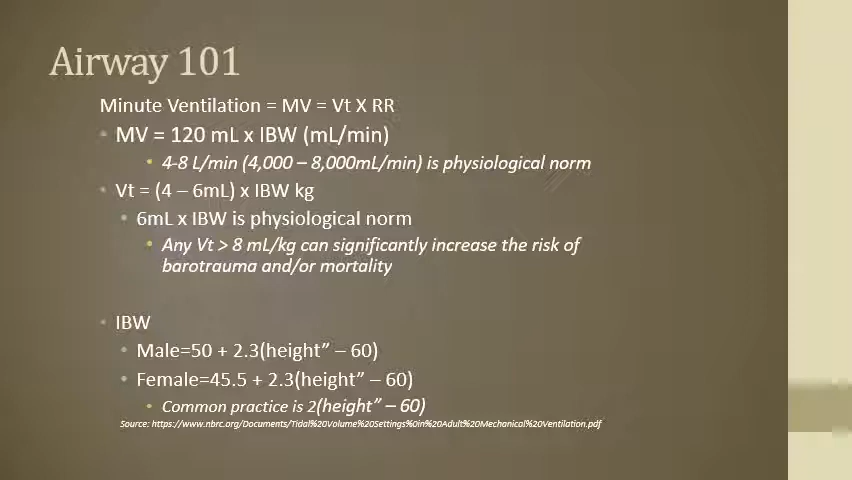 Airway 101
Minute Ventilation = MV = Vt X RR
• MV = 120 mL x IBW (mL/min)
• 4-8 L/min (4,000 – 8,000mL/min) is physiological norm
• Vt = (4 – 6mL) x IBW kg
• 6mL x IBW is physiological norm
• Any Vt > 8 mL/kg can significantly increase the risk of
barotrauma and/or mortality
• IBW
• Male=50 + 2.3(height” – 60)
• Female=45.5 + 2.3(height” – 60)
• Common practice is 2(height” – 60)
Source: https://www.nbrc.org/Documents/Tidal%20Volume%20Settings%0in%20Adult%20Mechanical%20Ventilation.pdf